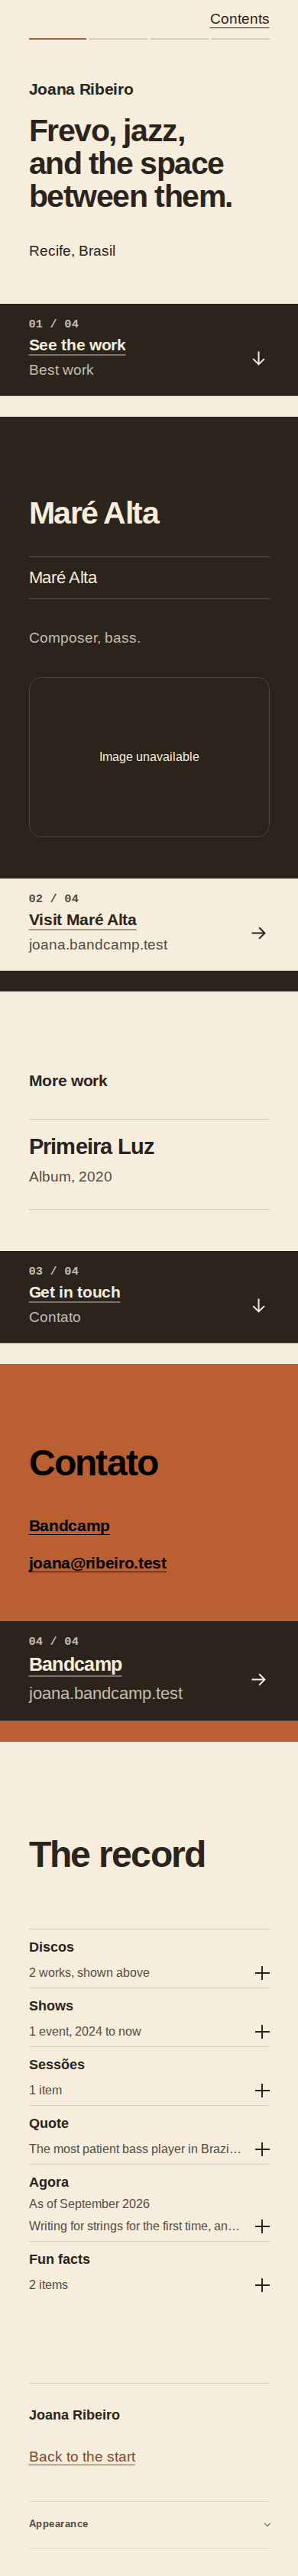 Contents
Joana Ribeiro
Frevo, jazz,
and the space
between them.
Recife, Brasil
01 / 04
See the work
Best work
Maré Alta
Maré Alta
Composer, bass.
Image unavailable
02 / 04
Visit Maré Alta
joana.bandcamp.test
More work
Primeira Luz
Album, 2020
03 / 04
Get in touch
Contato
Contato
Bandcamp
joana@ribeiro.test
04 / 04
Bandcamp
joana.bandcamp.test
The record
Discos
2 works, shown above
Shows
1 event, 2024 to now
Sessões
1 item
Quote
The most patient bass player in Brazi…
Agora
As of September 2026
Writing for strings for the first time, an…
Fun facts
2 items
Joana Ribeiro
Back to the start
Appearance